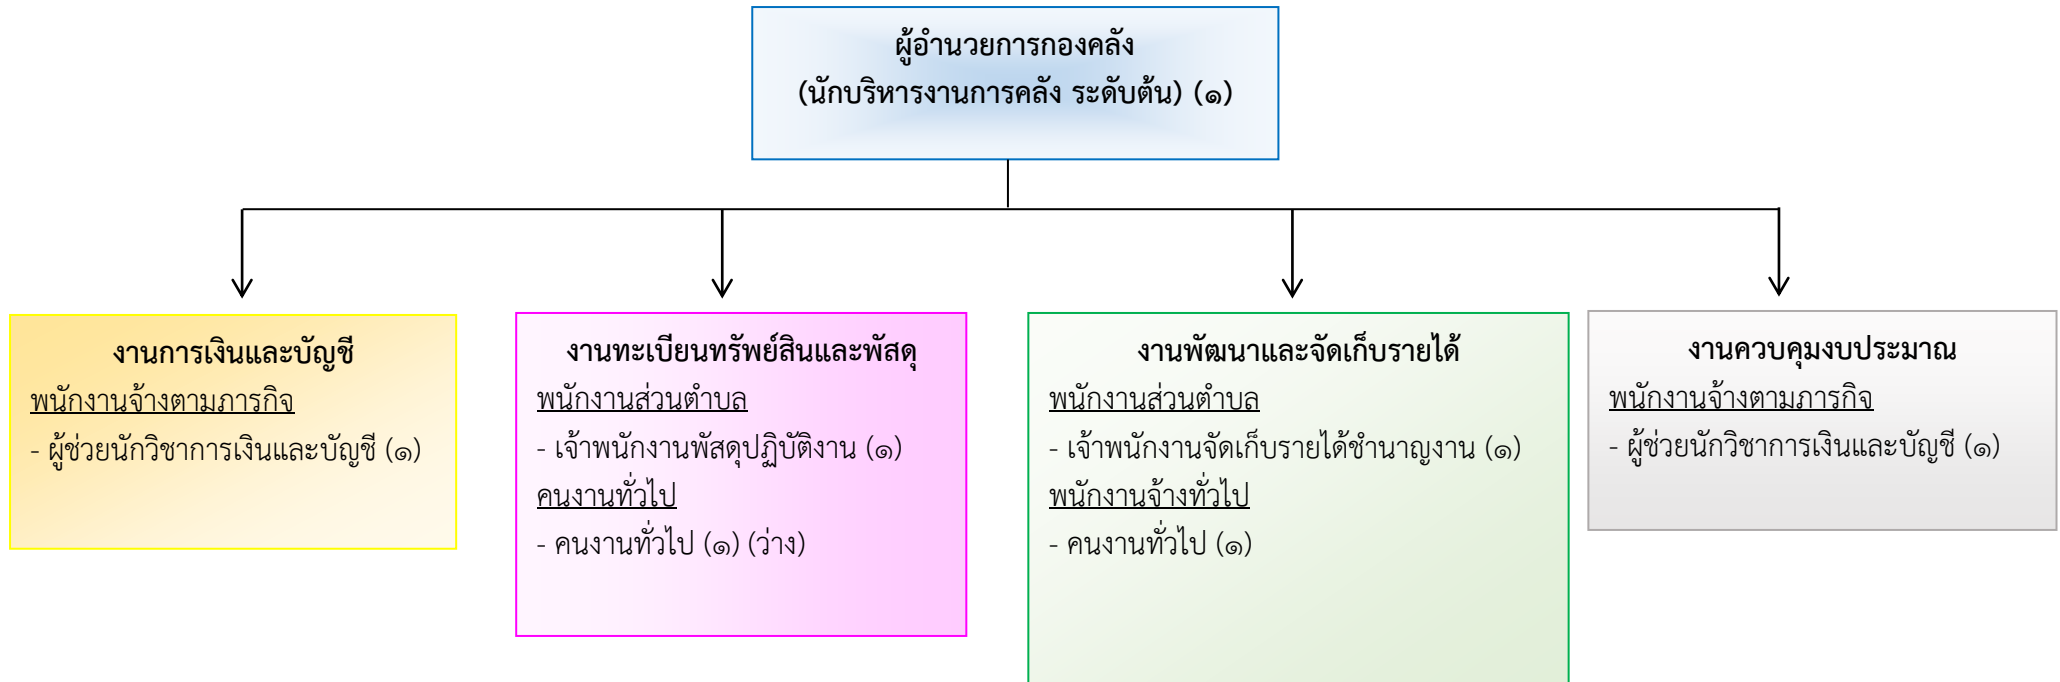 ผู้อำนวยการกองคลัง
(นักบริหารงานการคลัง ระดับต้น) (๑)
งานการเงินและบัญชี
พนักงานจ้างตามภารกิจ
- ผู้ช่วยนักวิชาการเงินและบัญชี (๑)
งานทะเบียนทรัพย์สินและพัสดุ
พนักงานส่วนตำบล
- เจ้าพนักงานพัสดุปฏิบัติงาน (๑)
คนงานทั่วไป
- คนงานทั่วไป (๑) (ว่าง)
งานพัฒนาและจัดเก็บรายได้
พนักงานส่วนตำบล
- เจ้าพนักงานจัดเก็บรายได้ชำนาญงาน (๑)
พนักงานจ้างทั่วไป
- คนงานทั่วไป (๑)
งานควบคุมงบประมาณ
พนักงานจ้างตามภารกิจ
- ผู้ช่วยนักวิชาการเงินและบัญชี (๑)